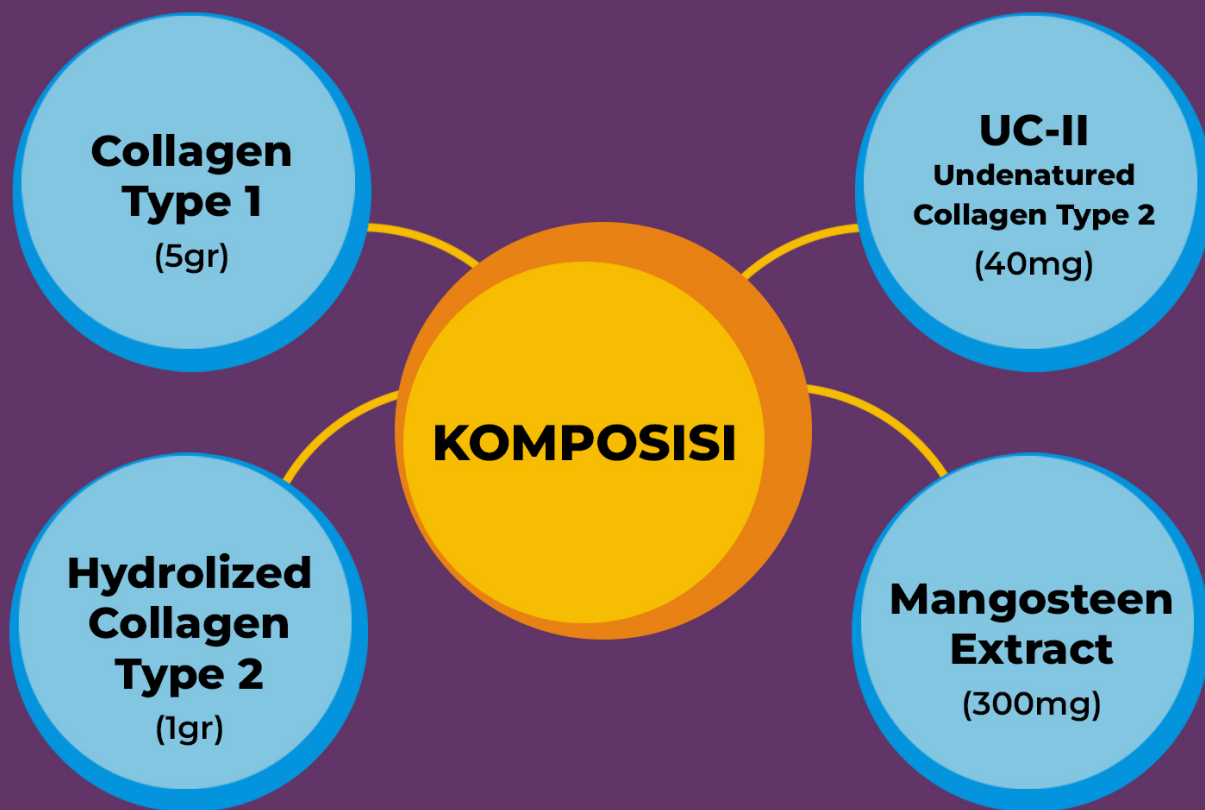 Collagen
Type 1
(5gr)
UC-II
Undenatured
Collagen Type 2
(40mg)
KOMPOSISI
Hydrolized
Collagen
Type 2
(1gr)
Mangosteen
Extract
(300mg)